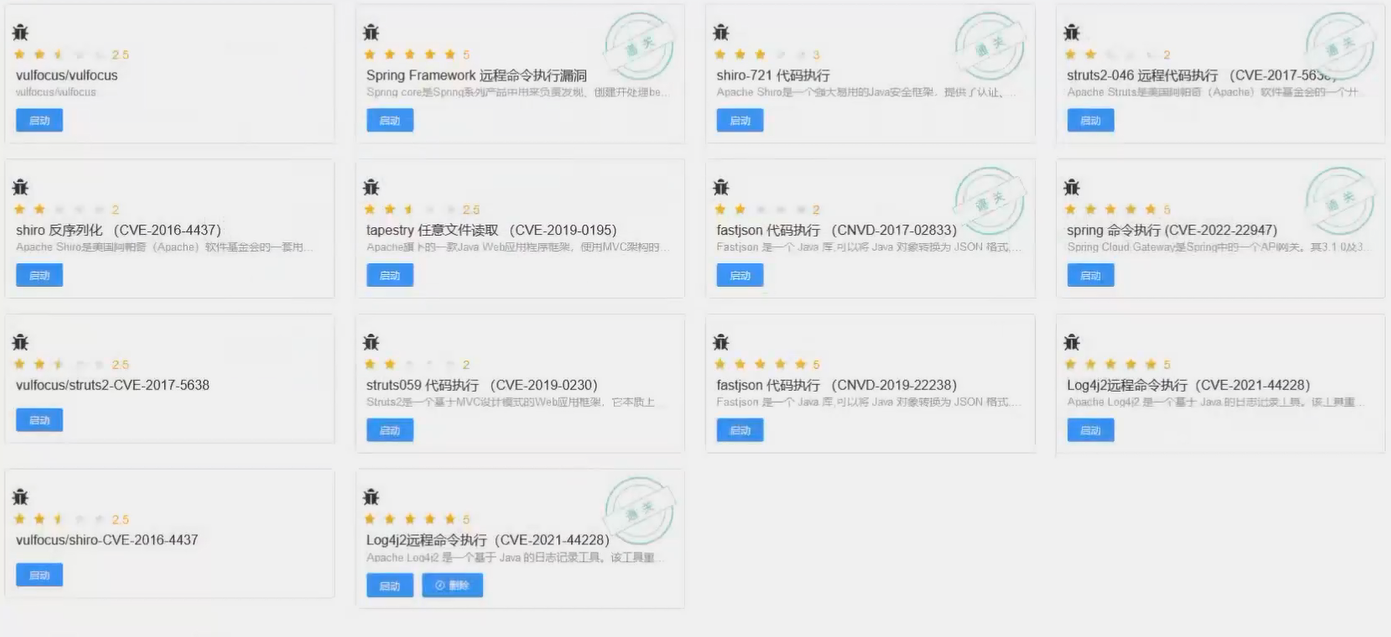 2.5
vulfocus/vulfocus
vulfocus/vulfocus
启动
通关
5
Spring Framework 远程命令执行漏洞
Spring core是Spring系列产品中用来负责发现、创建并处理be...
启动
通关
3
shiro-721 代码执行
Apache Shiro是一个强大易用的Java安全框架，提供了认证、...
启动
通关
2
struts2-046 远程代码执行 （CVE-2017-5638）
Apache Struts是美国阿帕奇（Apache）软件基金会的一个开...
启动
2
shiro 反序列化 （CVE-2016-4437）
Apache Shiro是美国阿帕奇（Apache）软件基金会的一套用...
启动
2.5
tapestry 任意文件读取 （CVE-2019-0195）
Apache旗下的一款Java Web应用程序框架，使用MVC架构的...
启动
通关
2
fastjson 代码执行 （CNVD-2017-02833）
Fastjson 是一个 Java 库,可以将 Java 对象转换为 JSON 格式,...
启动
通关
5
spring 命令执行 (CVE-2022-22947)
Spring Cloud Gateway是Spring中的一个API网关。其3.1.0及3...
启动
2.5
vulfocus/struts2-CVE-2017-5638
启动
2
struts059 代码执行 （CVE-2019-0230）
Struts2是一个基于MVC设计模式的Web应用框架，它本质上...
启动
5
fastjson 代码执行 （CNVD-2019-22238）
Fastjson 是一个 Java 库,可以将 Java 对象转换为 JSON 格式,...
启动
5
Log4j2远程命令执行（CVE-2021-44228）
Apache Log4j2 是一个基于 Java 的日志记录工具。该工具重...
启动
2.5
vulfocus/shiro-CVE-2016-4437
启动
通关
5
Log4j2远程命令执行（CVE-2021-44228）
Apache Log4j2 是一个基于 Java 的日志记录工具。该工具重...
启动
删除